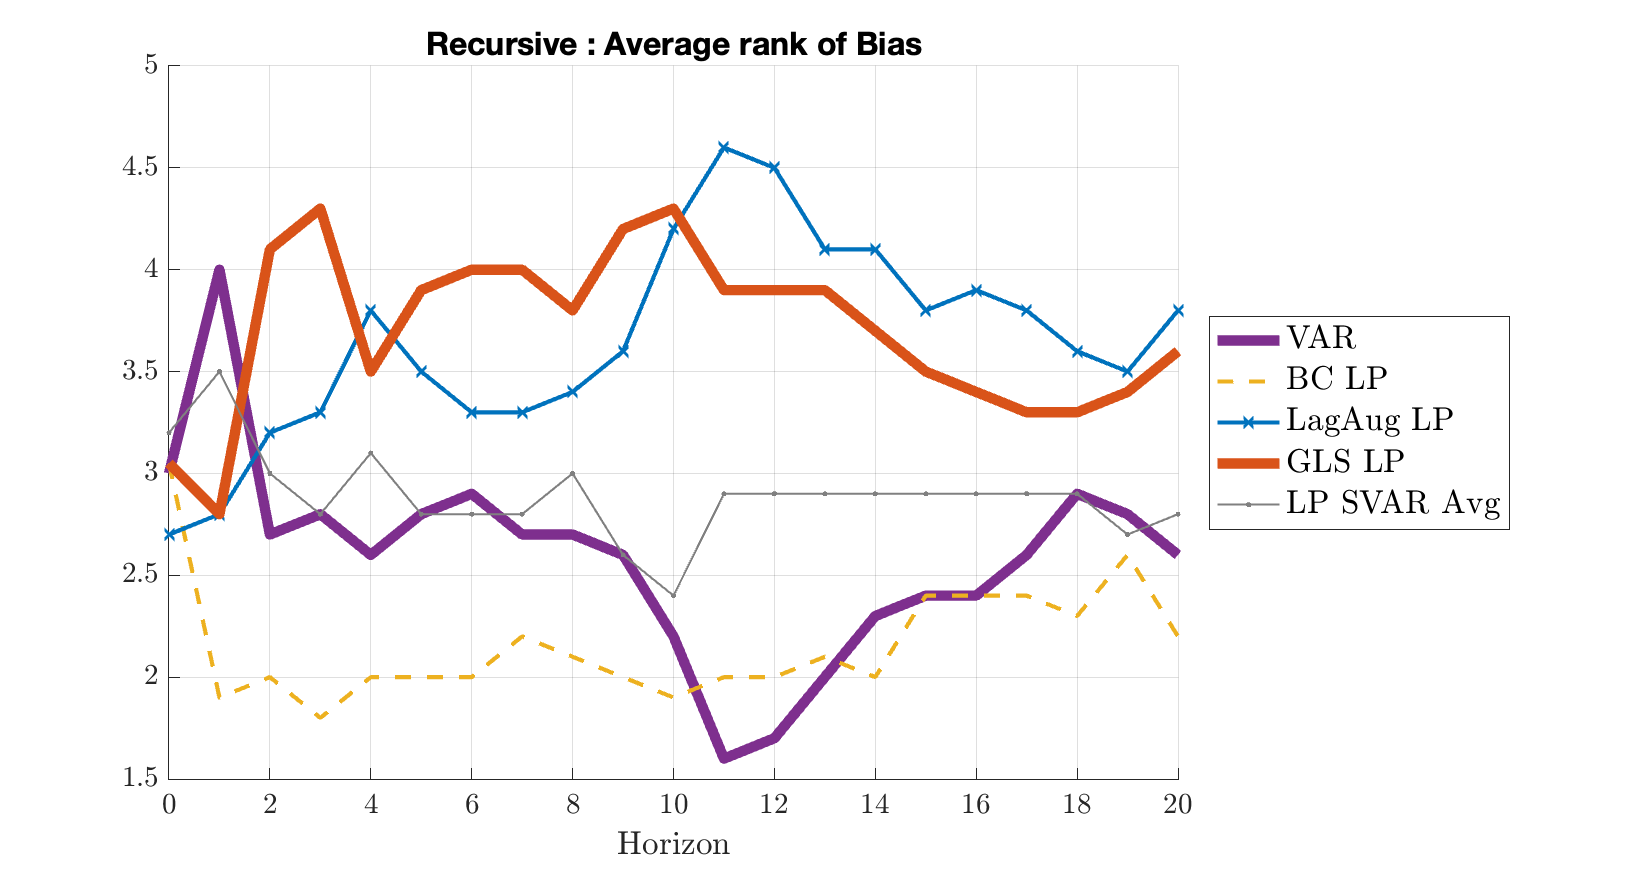 Recursive : Average rank of Bias
5
4.5
4
3.5
3
2.5
2
1.5
0 2 4 6 8 10 12 14 16 18 20
Horizon
VAR
BC LP
LagAug LP
GLS LP
LP SVAR Avg